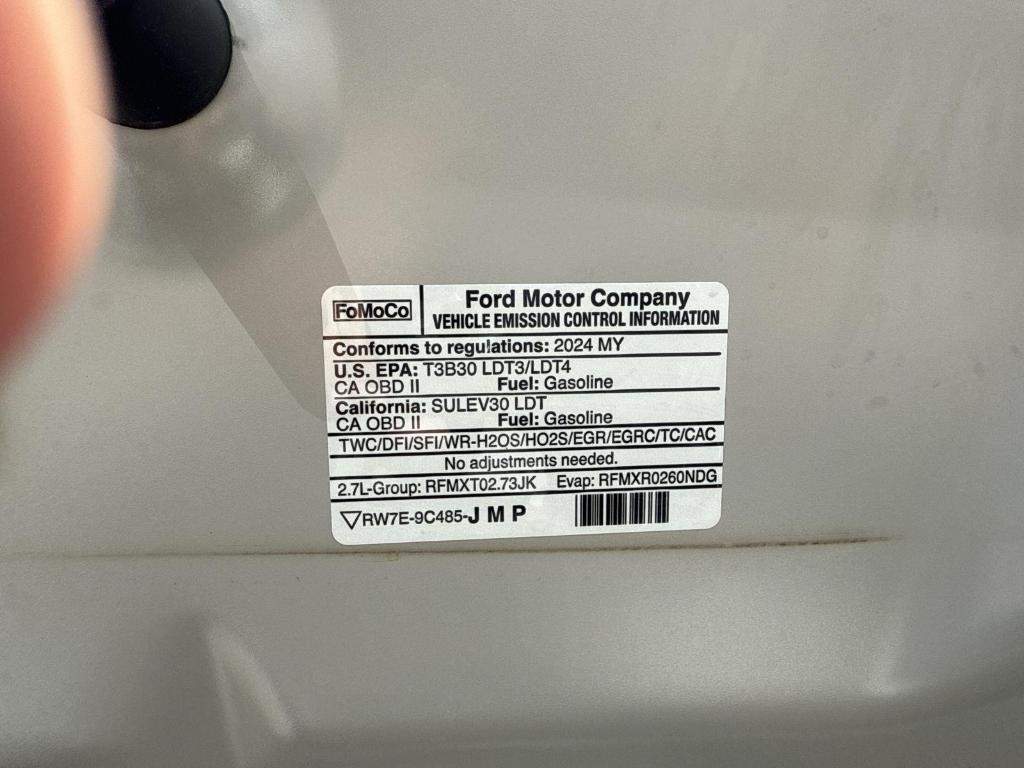 FoMoCo
Ford Motor Company
VEHICLE EMISSION CONTROL INFORMATION
Conforms to regulations: 2024 MY
U.S. EPA: T3B30 LDT3/LDT4
CA OBD II Fuel: Gasoline
California: SULEV30 LDT
CA OBD II Fuel: Gasoline
TWC/DFI/SFI/WR-H2OS/HO2S/EGR/EGRC/TC/CAC
No adjustments needed.
2.7L-Group: RFMXT02.73JK Evap: RFMXR0260NDG
RW7E-9C485-J M P